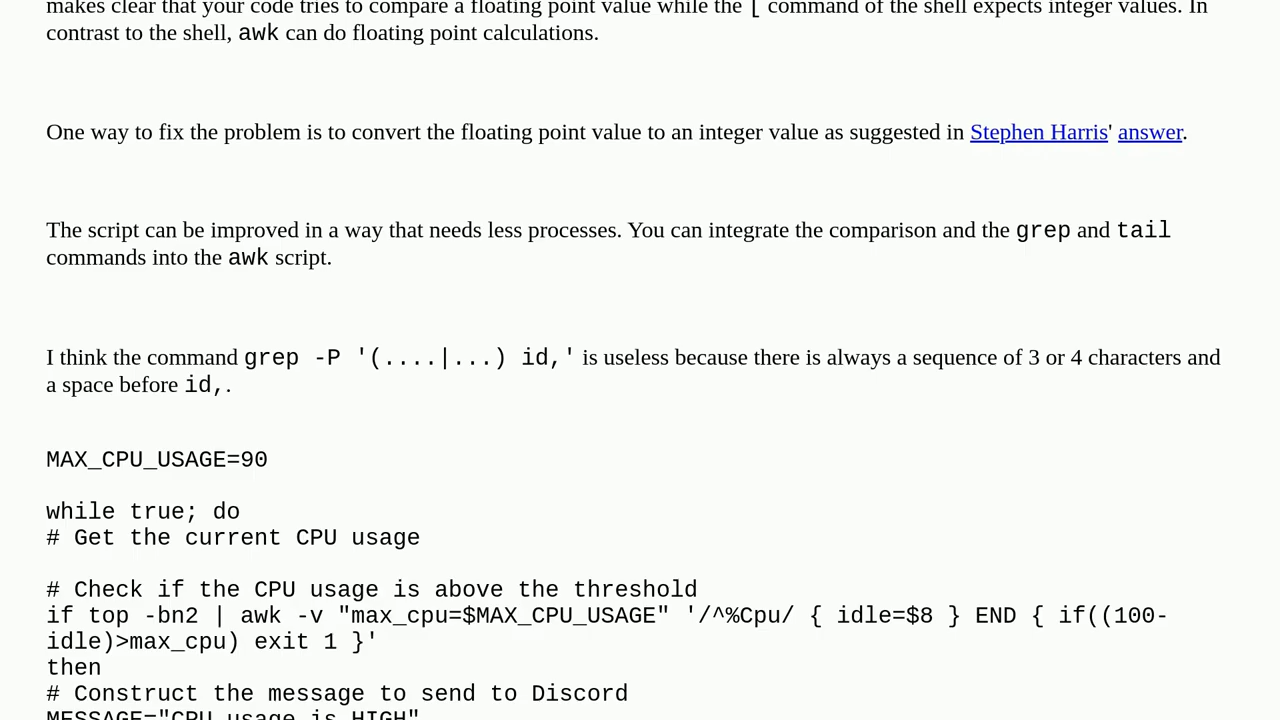 makes clear that your code tries to compare a floating point value while the [ command of the shell expects integer values. In
contrast to the shell, awk can do floating point calculations.
One way to fix the problem is to convert the floating point value to an integer value as suggested in Stephen Harris' answer.
The script can be improved in a way that needs less processes. You can integrate the comparison and the grep and tail
commands into the awk script.
I think the command grep -P '(....|...) id,' is useless because there is always a sequence of 3 or 4 characters and
a space before id,.
MAX_CPU_USAGE=90
while true; do
# Get the current CPU usage
# Check if the CPU usage is above the threshold
if top -bn2 | awk -v "max_cpu=$MAX_CPU_USAGE" '/^%Cpu/ { idle=$8 } END { if((100-
idle)>max_cpu) exit 1 }'
then
# Construct the message to send to Discord
MESSAGE="CPU usage is HIGH"